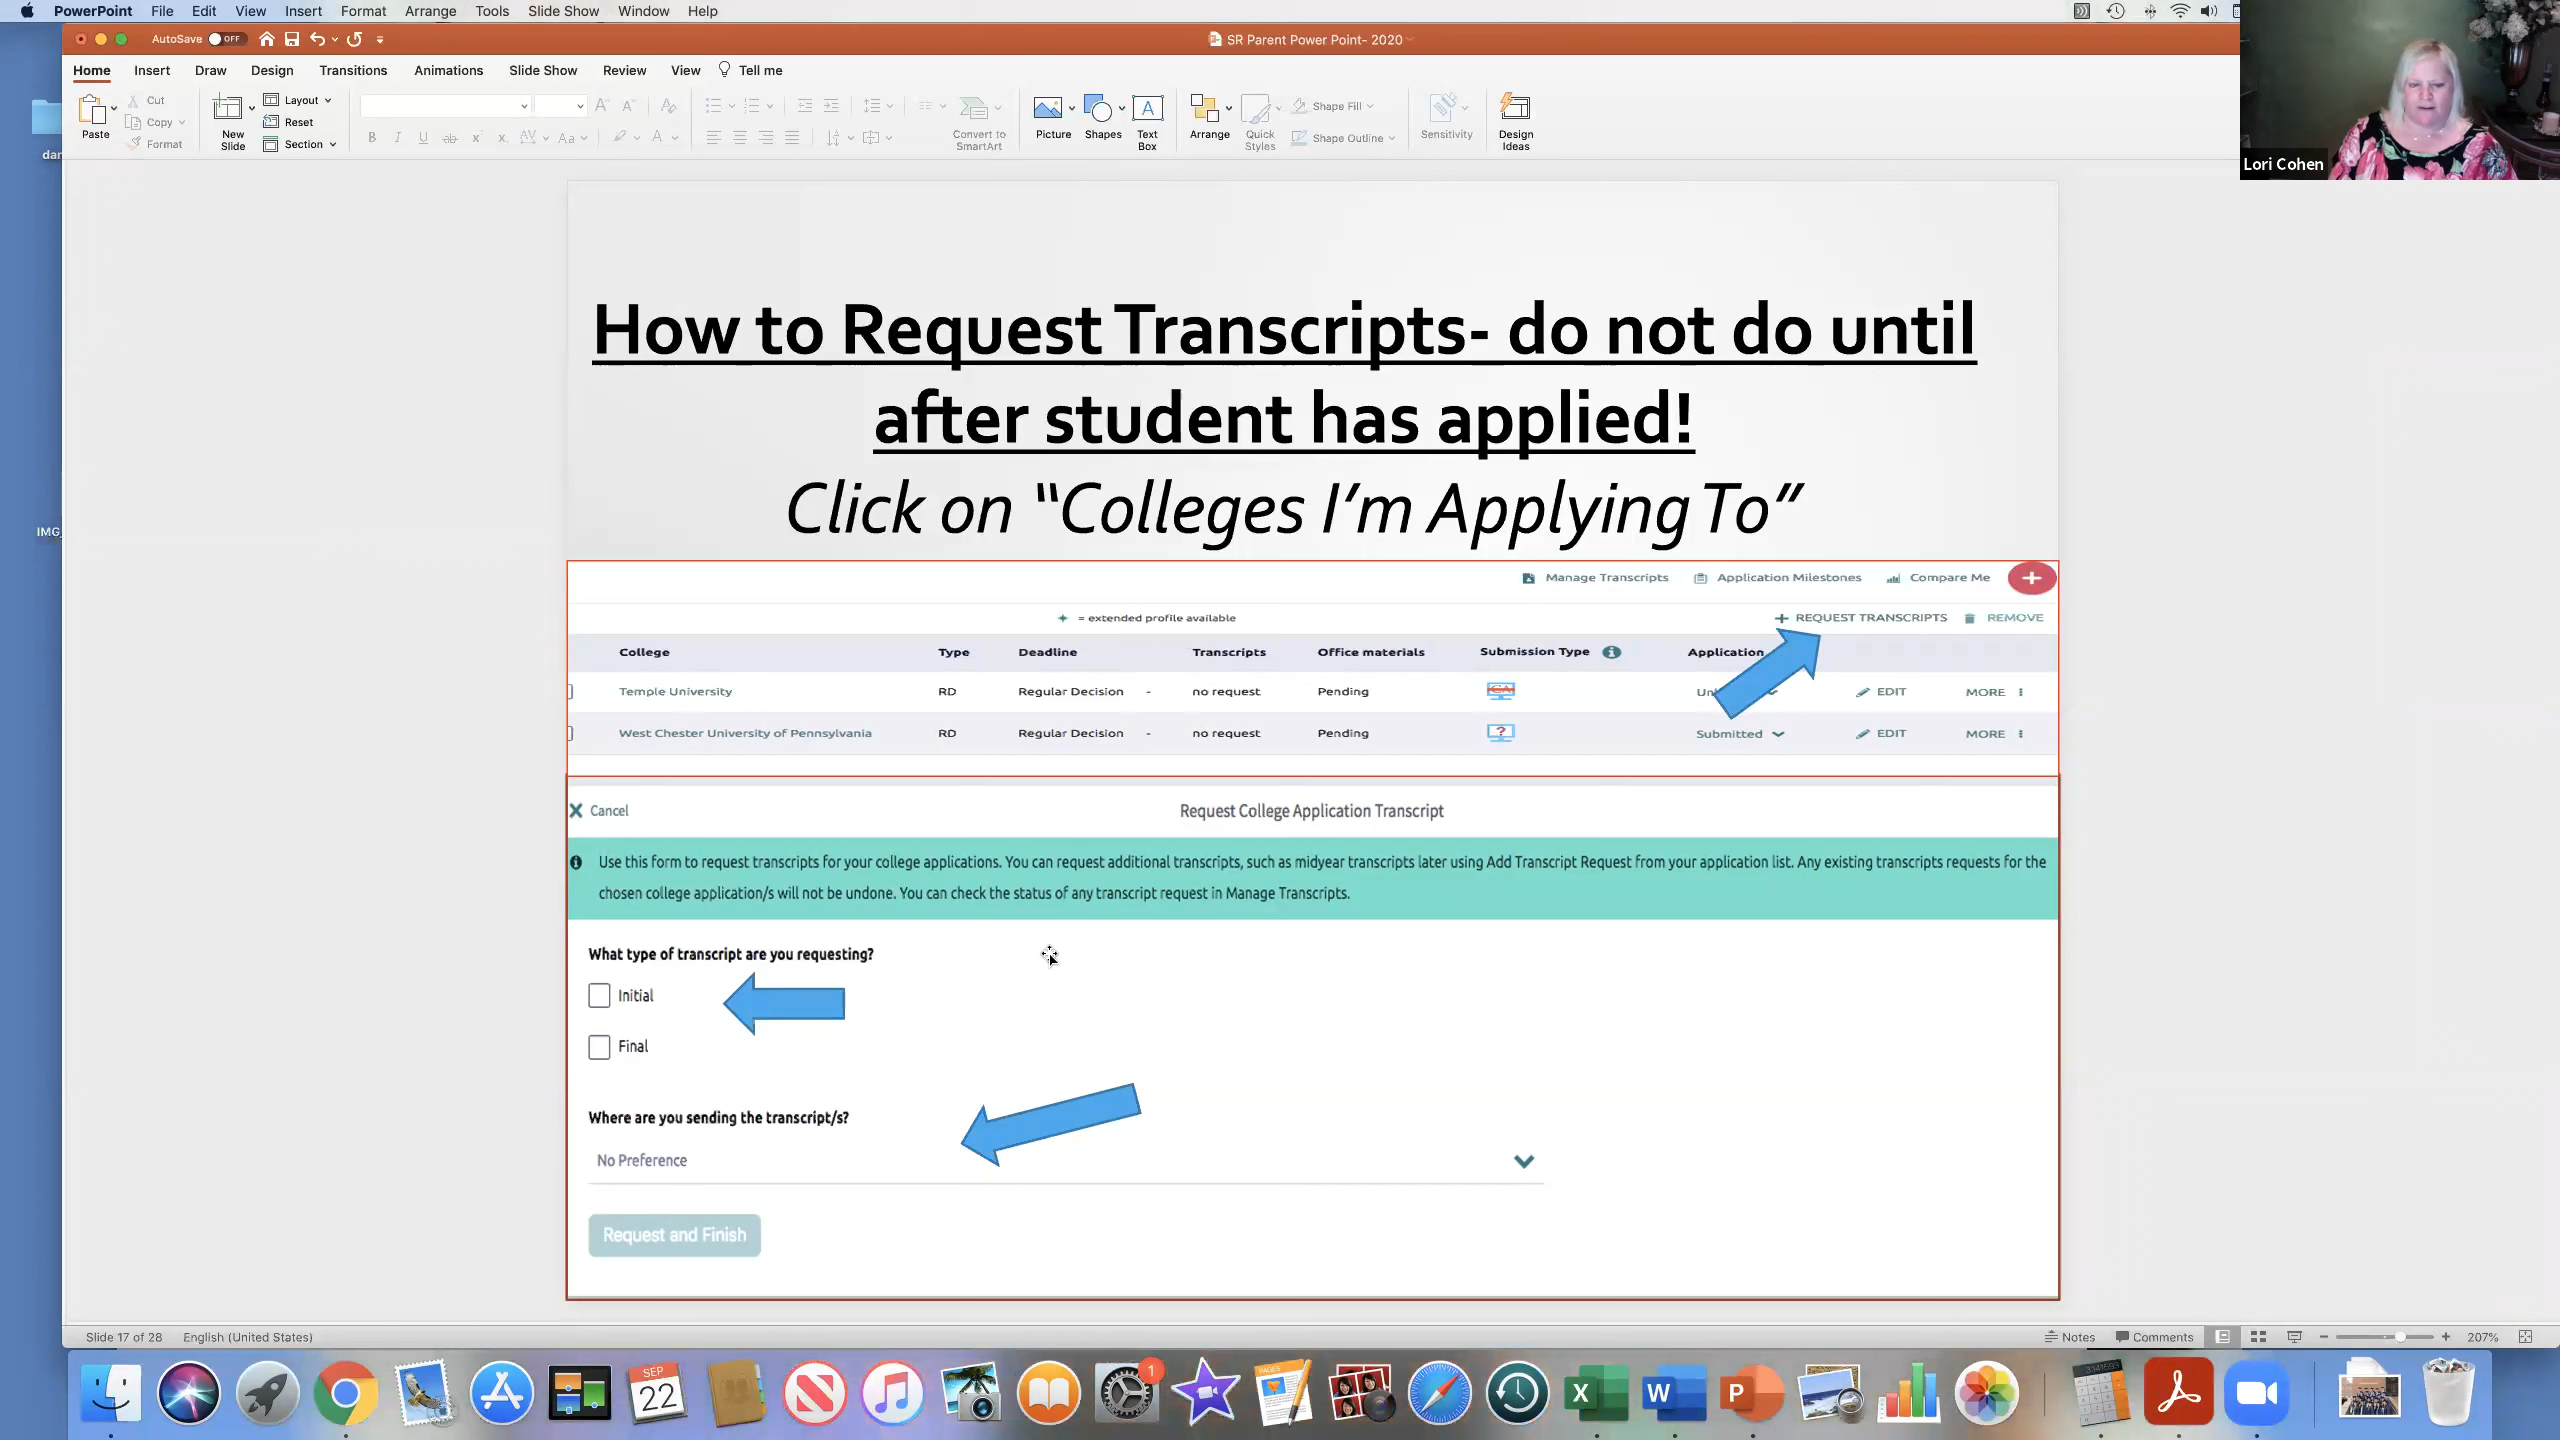 PowerPoint File Edit View Insert Format Arrange Tools Slide Show Window Help
AutoSave OFF
SR Parent Power Point- 2020
Home Insert Draw Design Transitions Animations Slide Show Review View Tell me
Paste
Cut
Copy
Format
New Slide
Layout
Reset
Section
Convert to SmartArt
Picture
Shapes
Text Box
Arrange
Quick Styles
Shape Fill
Shape Outline
Sensitivity
Design Ideas
Lori Cohen
How to Request Transcripts- do not do until
after student has applied!
Click on “Colleges I’m Applying To”
Manage Transcripts Application Milestones Compare Me
= extended profile available
REQUEST TRANSCRIPTS REMOVE
College Type Deadline Transcripts Office materials Submission Type Application
Temple University RD Regular Decision - no request Pending EDIT MORE
West Chester University of Pennsylvania RD Regular Decision - no request Pending ? Submitted EDIT MORE
X Cancel
Request College Application Transcript
Use this form to request transcripts for your college applications. You can request additional transcripts, such as midyear transcripts later using Add Transcript Request from your application list. Any existing transcripts requests for the
chosen college application/s will not be undone. You can check the status of any transcript request in Manage Transcripts.
What type of transcript are you requesting?
Initial
Final
Where are you sending the transcript/s?
No Preference
Request and Finish
Slide 17 of 28 English (United States)
Notes Comments 207%
SEP
22
1
PAGES
X
W
P